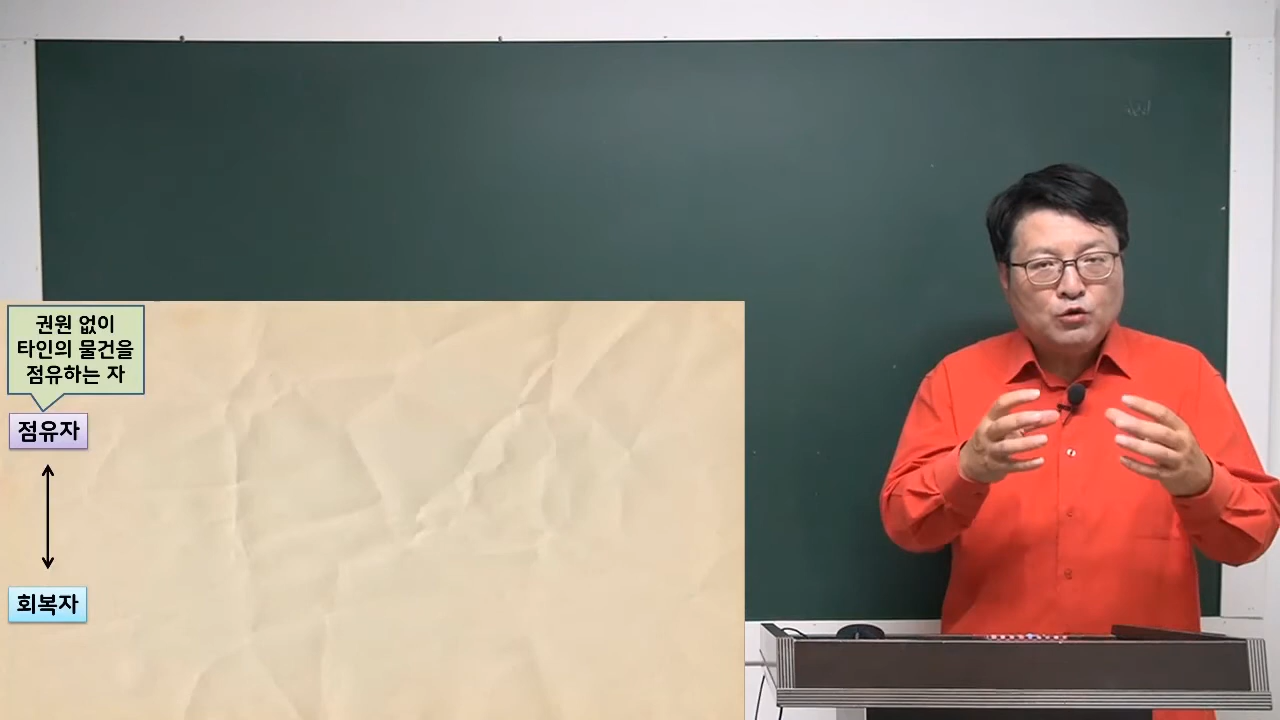 권원 없이
타인의 물건을
점유하는 자
점유자
회복자